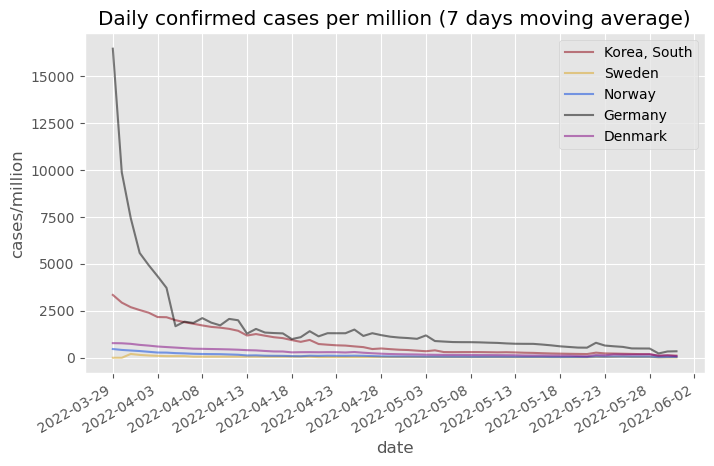 Daily confirmed cases per million (7 days moving average)
Korea, South
Sweden
Norway
Germany
Denmark
cases/million
15000
12500
10000
7500
5000
2500
0
2022-03-29
2022-04-03
2022-04-08
2022-04-13
2022-04-18
2022-04-23
2022-04-28
2022-05-03
2022-05-08
2022-05-13
2022-05-18
2022-05-23
2022-05-28
2022-06-02
date